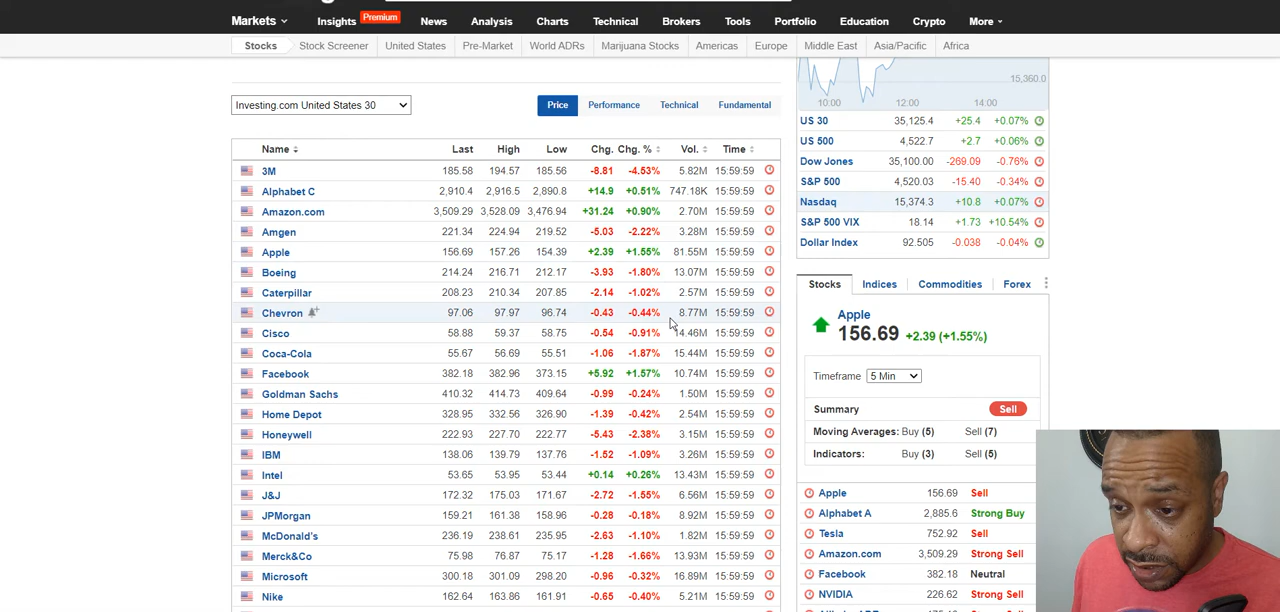 Markets Insights Premium News Analysis Charts Technical Brokers Tools Portfolio Education Crypto More
Stocks Stock Screener United States Pre-Market World ADRs Marijuana Stocks Americas Europe Middle East Asia/Pacific Africa
Investing.com United States 30 Price Performance Technical Fundamental
Name Last High Low Chg. Chg. % Vol. Time
3M 185.58 194.57 185.56 -8.81 -4.53% 5.82M 15:59:59
Alphabet C 2,910.4 2,916.5 2,890.8 +14.9 +0.51% 747.18K 15:59:59
Amazon.com 3,509.29 3,528.09 3,476.94 +31.24 +0.90% 2.70M 15:59:59
Amgen 221.34 224.94 219.52 -5.03 -2.22% 3.28M 15:59:59
Apple 156.69 157.26 154.39 +2.39 +1.55% 81.55M 15:59:59
Boeing 214.24 216.71 212.17 -3.93 -1.80% 13.07M 15:59:59
Caterpillar 208.23 210.34 207.85 -2.14 -1.02% 2.57M 15:59:59
Chevron 97.06 97.97 96.74 -0.43 -0.44% 8.77M 15:59:59
Cisco 58.88 59.37 58.75 -0.54 -0.91% 14.46M 15:59:59
Coca-Cola 55.67 56.69 55.51 -1.06 -1.87% 15.44M 15:59:59
Facebook 382.18 382.96 373.15 +5.92 +1.57% 10.74M 15:59:59
Goldman Sachs 410.32 414.73 409.64 -0.99 -0.24% 1.50M 15:59:59
Home Depot 328.95 332.56 326.90 -1.39 -0.42% 2.54M 15:59:59
Honeywell 222.93 227.70 222.77 -5.43 -2.38% 3.15M 15:59:59
IBM 138.06 139.79 137.76 -1.52 -1.09% 3.26M 15:59:59
Intel 53.65 53.95 53.44 +0.14 +0.26% 13.43M 15:59:59
J&J 172.32 175.03 171.67 -2.72 -1.55% 6.56M 15:59:59
JPMorgan 159.21 161.38 158.96 -0.28 -0.18% 8.92M 15:59:59
McDonald's 236.19 238.61 235.95 -2.63 -1.10% 1.82M 15:59:59
Merck&Co 75.98 76.87 75.17 -1.28 -1.66% 13.93M 15:59:59
Microsoft 300.18 301.09 298.20 -0.96 -0.32% 16.89M 15:59:59
Nike 162.64 163.86 161.91 -0.65 -0.40% 5.21M 15:59:59
15,360.0
10:00 12:00 14:00
US 30 35,125.4 +25.4 +0.07%
US 500 4,522.7 +2.7 +0.06%
Dow Jones 35,100.00 -269.09 -0.76%
S&P 500 4,520.03 -15.40 -0.34%
Nasdaq 15,374.3 +10.8 +0.07%
S&P 500 VIX 18.14 +1.73 +10.54%
Dollar Index 92.505 -0.038 -0.04%
Stocks Indices Commodities Forex
Apple
156.69 +2.39 (+1.55%)
Timeframe 5 Min
Summary Sell
Moving Averages: Buy (5) Sell (7)
Indicators: Buy (3) Sell (5)
Apple 156.69 Sell
Alphabet A 2,885.6 Strong Buy
Tesla 752.92 Sell
Amazon.com 3,509.29 Strong Sell
Facebook 382.18 Neutral
NVIDIA 226.62 Strong Sell